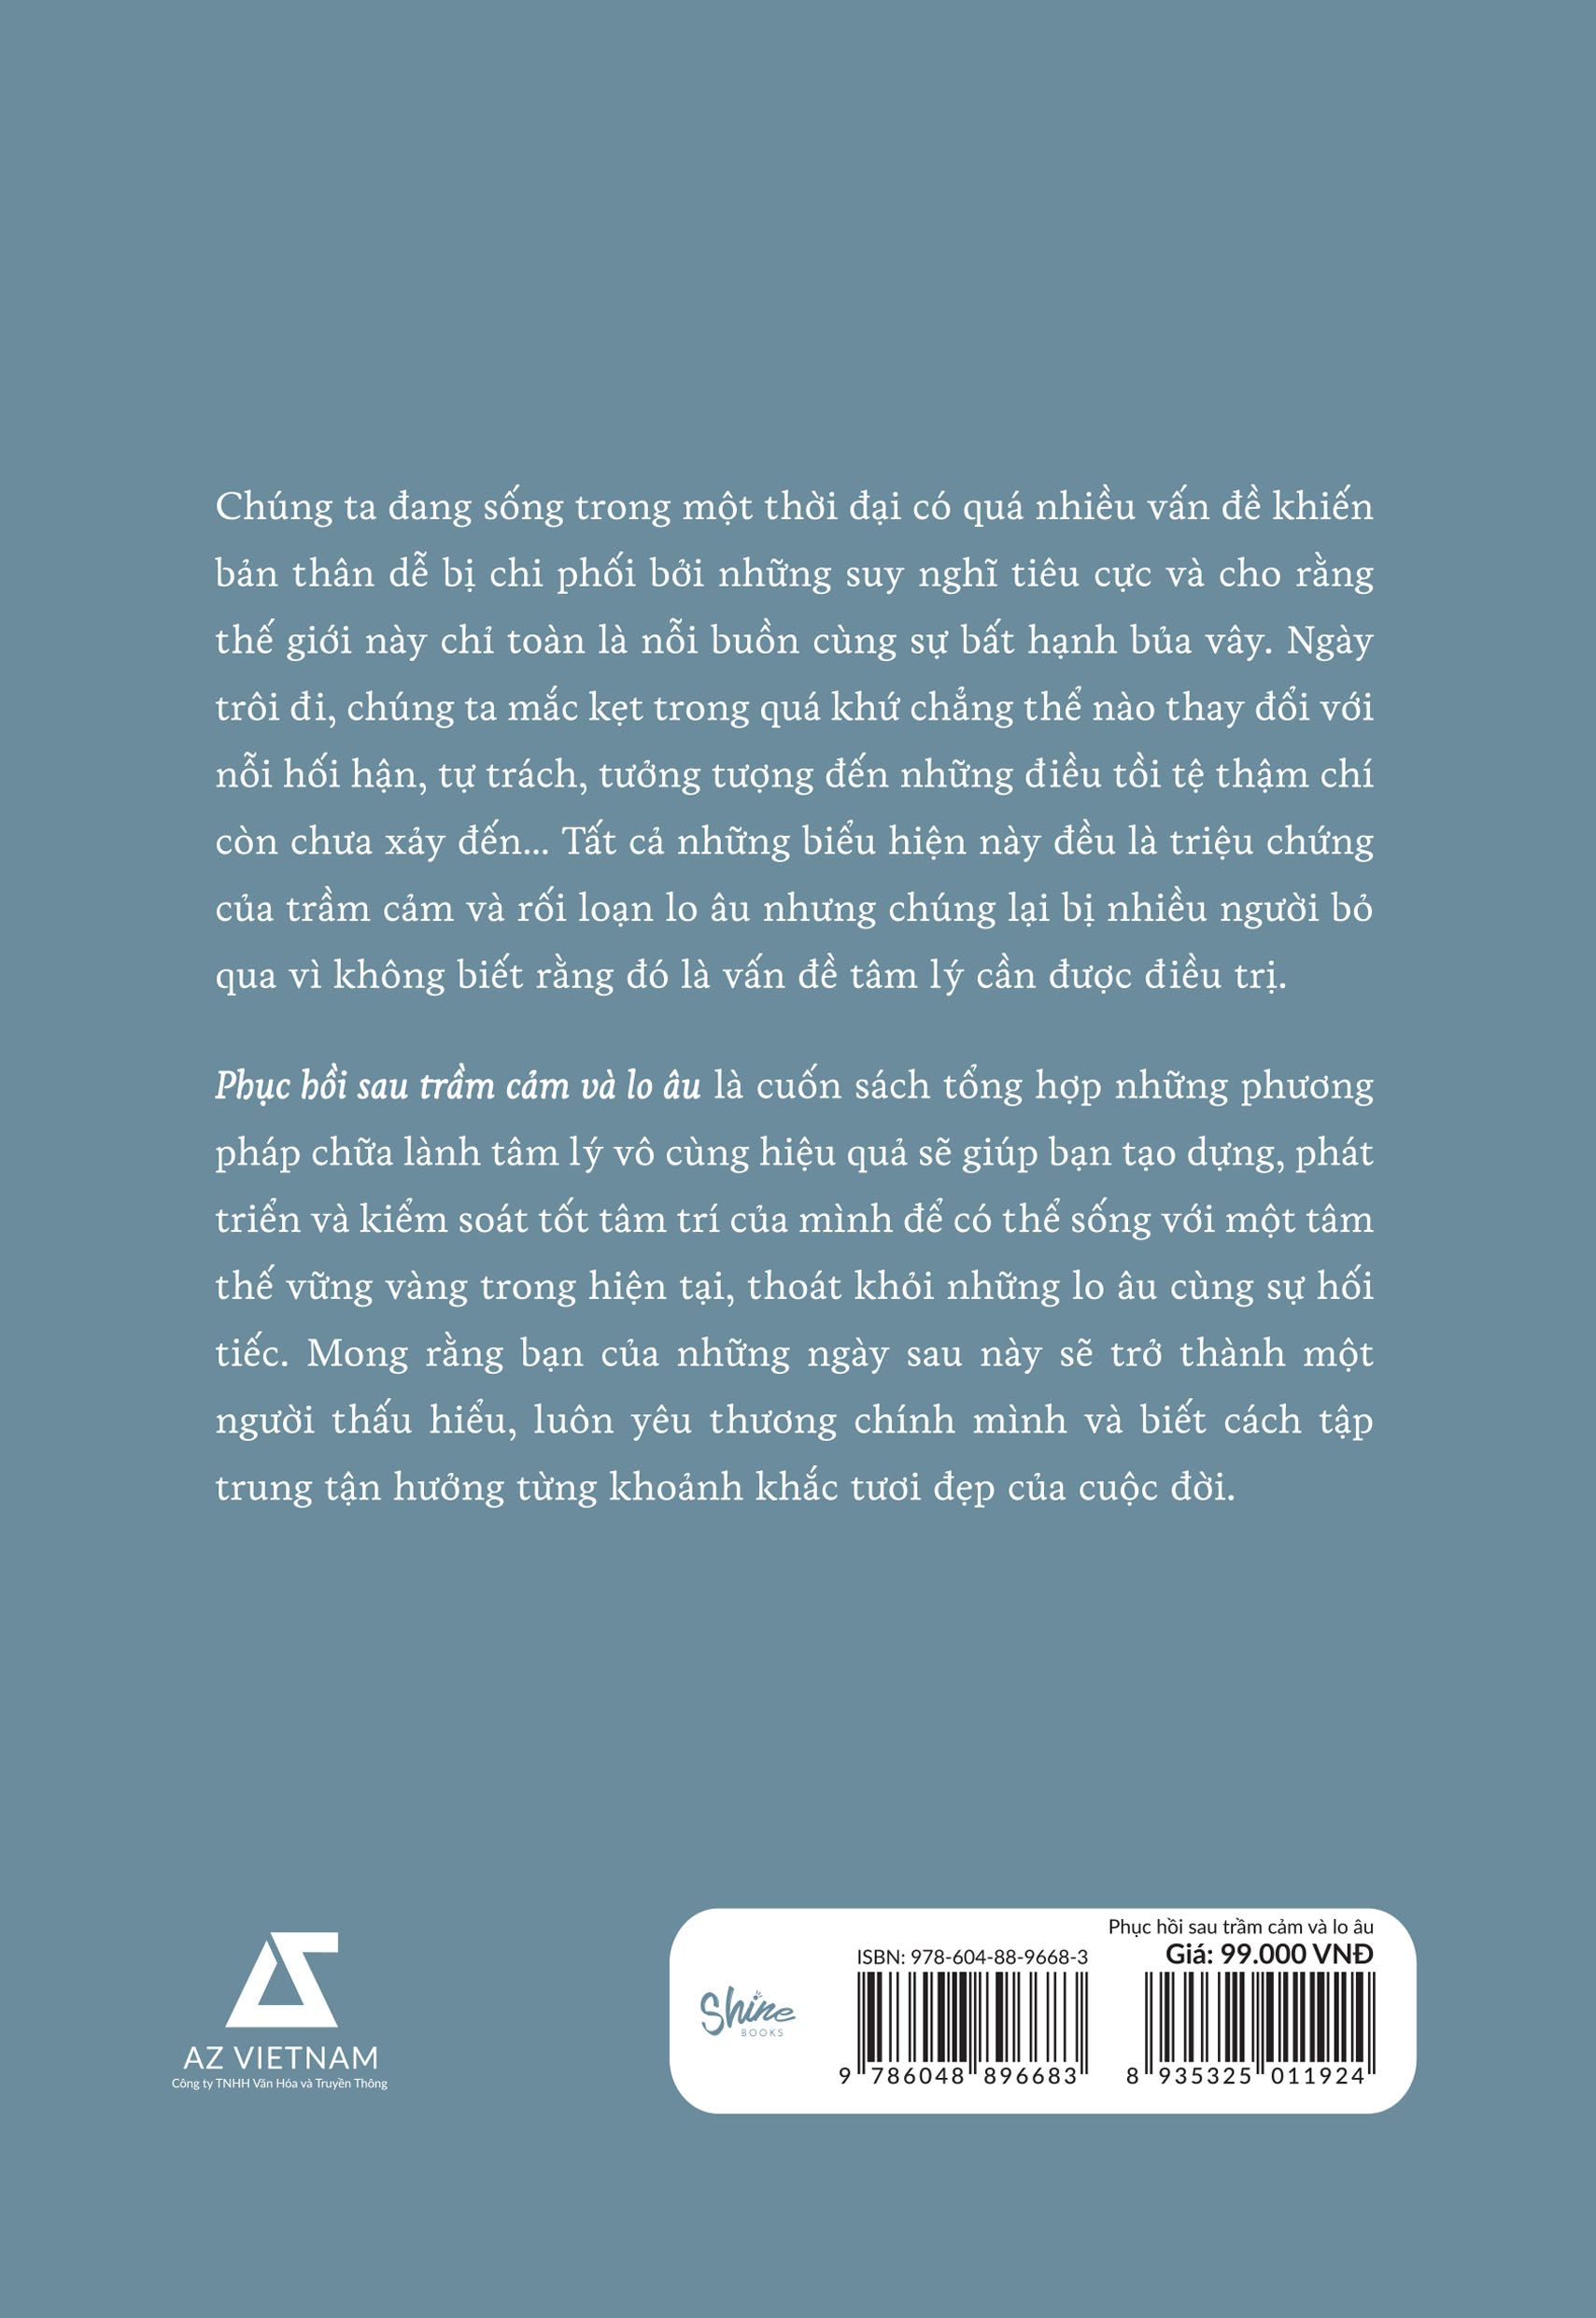 Chúng ta đang sống trong một thời đại có quá nhiều vấn đề khiến
bản thân dễ bị chi phối bởi những suy nghĩ tiêu cực và cho rằng
thế giới này chỉ toàn là nỗi buồn cùng sự bất hạnh bủa vây. Ngày
trôi đi, chúng ta mắc kẹt trong quá khứ chẳng thể nào thay đổi với
nỗi hối hận, tự trách, tưởng tượng đến những điều tồi tệ thậm chí
còn chưa xảy đến... Tất cả những biểu hiện này đều là triệu chứng
của trầm cảm và rối loạn lo âu nhưng chúng lại bị nhiều người bỏ
qua vì không biết rằng đó là vấn đề tâm lý cần được điều trị.
Phục hồi sau trầm cảm và lo âu là cuốn sách tổng hợp những phương
pháp chữa lành tâm lý vô cùng hiệu quả sẽ giúp bạn tạo dựng, phát
triển và kiểm soát tốt tâm trí của mình để có thể sống với một tâm
thế vững vàng trong hiện tại, thoát khỏi những lo âu cùng sự hối
tiếc. Mong rằng bạn của những ngày sau này sẽ trở thành một
người thấu hiểu, luôn yêu thương chính mình và biết cách tập
trung tận hưởng từng khoảnh khắc tươi đẹp của cuộc đời.
AZ VIETNAM
Công ty TNHH Văn Hóa và Truyền Thông
Shine
BOOKS
ISBN: 978-604-88-9668-3
9 786048 896683
Phục hồi sau trầm cảm và lo âu
Giá: 99.000 VNĐ
8 935325 011924